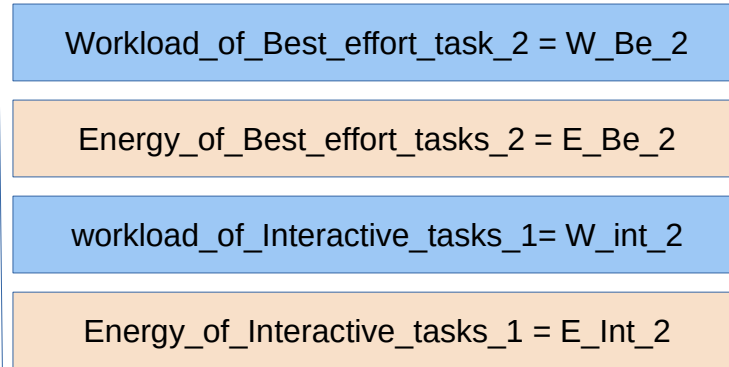 Workload_of_Best_effort_task_2 = W_Be_2
Energy_of_Best_effort_tasks_2 = E_Be_2
workload_of_Interactive_tasks_1= W_int_2
Energy_of_Interactive_tasks_1 = E_Int_2